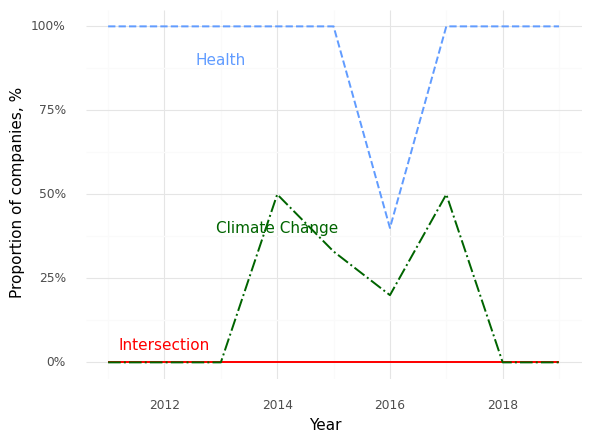 100%
Health
75%
Proportion of companies, %
50%
Climate Change
25%
Intersection
0%
2012 2014 2016 2018
Year